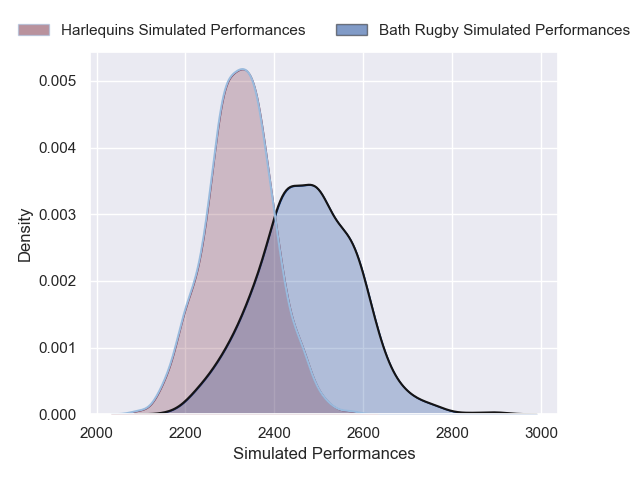 Harlequins Simulated Performances
Bath Rugby Simulated Performances
0.005
0.004
0.003
0.002
0.001
0.000
Density
2000 2200 2400 2600 2800 3000
Simulated Performances